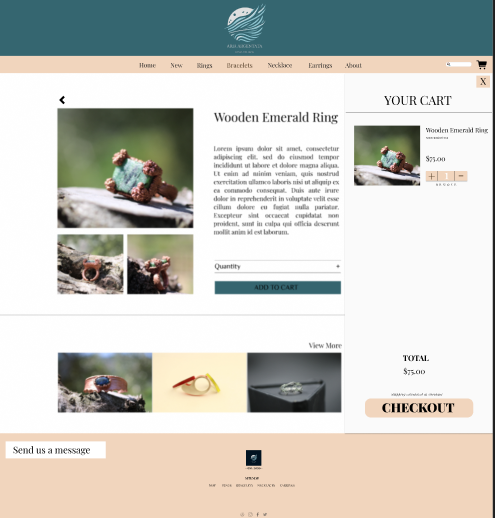 Home New Rings Bracelets Necklace Earrings About
X
YOUR CART
Wooden Emerald Ring
Lorem ipsum dolor sit amet, consectetur
adipiscing elit, sed do eiusmod tempor
incididunt ut labore et dolore magna aliqua.
Ut enim ad minim veniam, quis nostrud
exercitation ullamco laboris nisi ut aliquip ex
ea commodo consequat. Duis aute irure
dolor in reprehenderit in voluptate velit esse
cillum dolore eu fugiat nulla pariatur.
Excepteur sint occaecat cupidatat non
proident, sunt in culpa qui officia deserunt
mollit anim id est laborum.
Quantity +
ADD TO CART
Wooden Emerald Ring
$75.00
+ 1 −
View More
TOTAL
$75.00
CHECKOUT
Send us a message